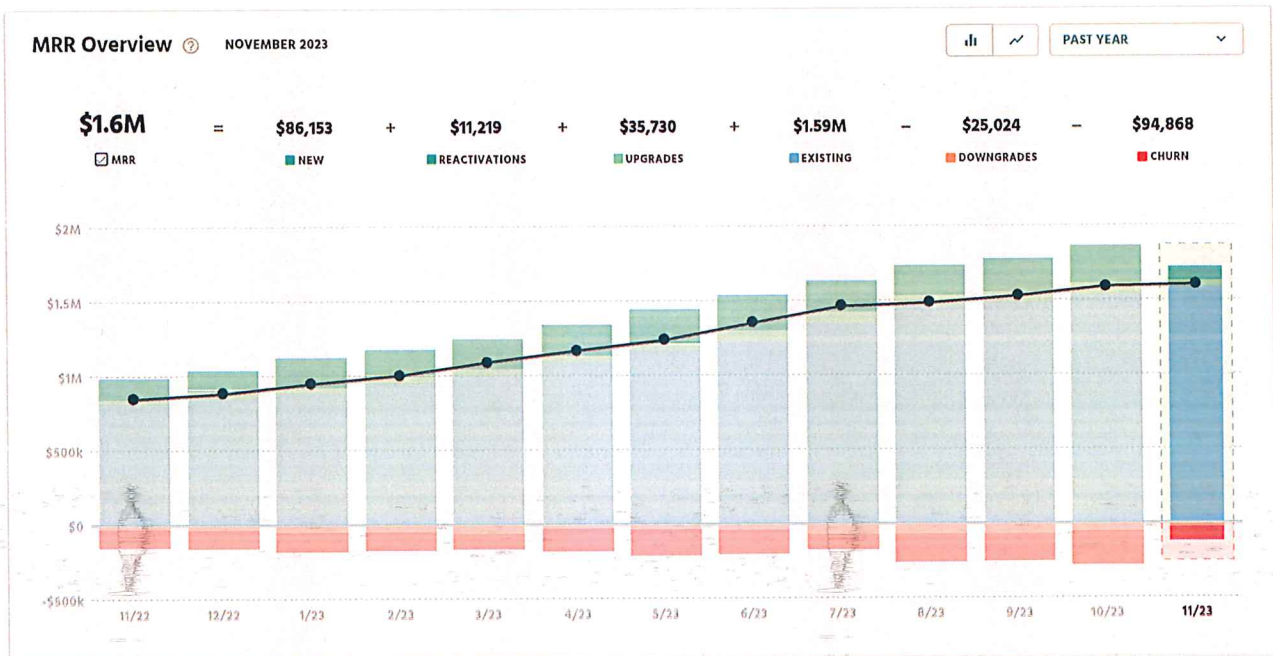 MRR Overview ? NOVEMBER 2023
PAST YEAR
$1.6M = $86,153 + $11,219 + $35,730 + $1.59M – $25,024 – $94,868
MRR NEW REACTIVATIONS UPGRADES EXISTING DOWNGRADES CHURN
$2M
$1.5M
$1M
$500k
$0
-$500k
11/22 12/22 1/23 2/23 3/23 4/23 5/23 6/23 7/23 8/23 9/23 10/23 11/23